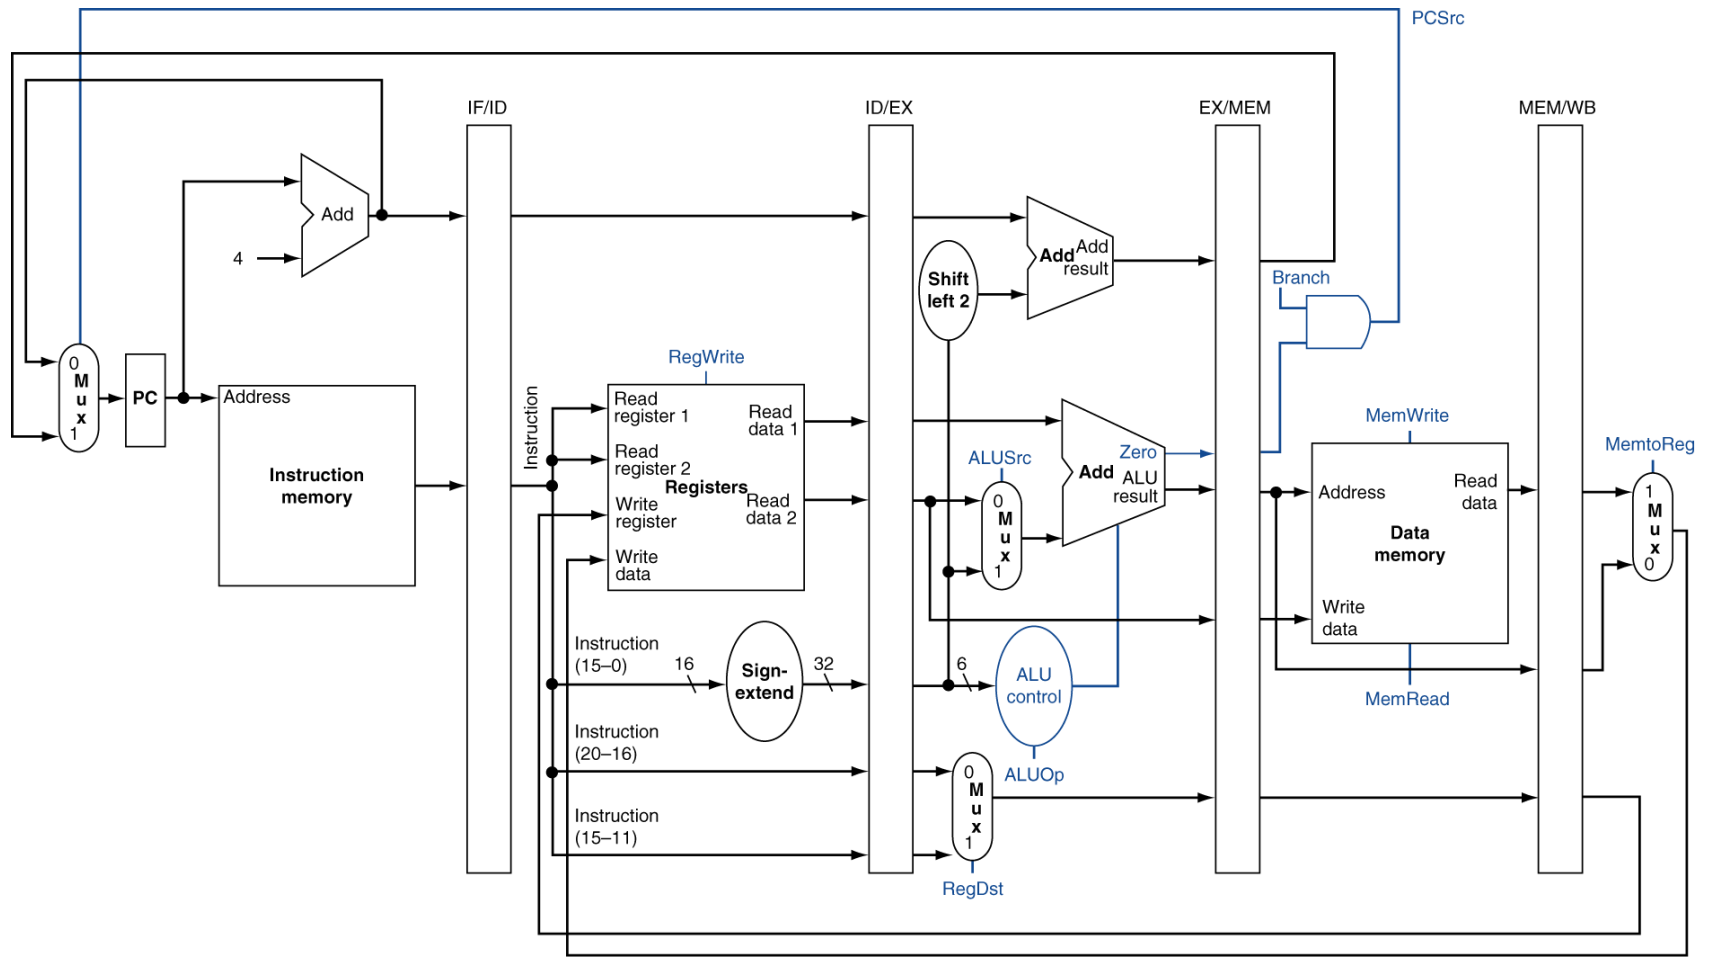 PCSrc
IF/ID
ID/EX
EX/MEM
MEM/WB
Add
4
Add
Add
result
Shift
left 2
Branch
0
M
u
x
1
PC
Address
Instruction
memory
Instruction
RegWrite
Read
register 1
Read
register 2
Write
register
Write
data
Registers
Read
data 1
Read
data 2
ALUSrc
0
M
u
x
1
Add
Zero
ALU
result
MemWrite
Address
Read
data
Data
memory
Write
data
MemRead
MemtoReg
1
M
u
x
0
Instruction
(15–0)
16
Sign-
extend
32
6
ALU
control
ALUOp
Instruction
(20–16)
Instruction
(15–11)
0
M
u
x
1
RegDst